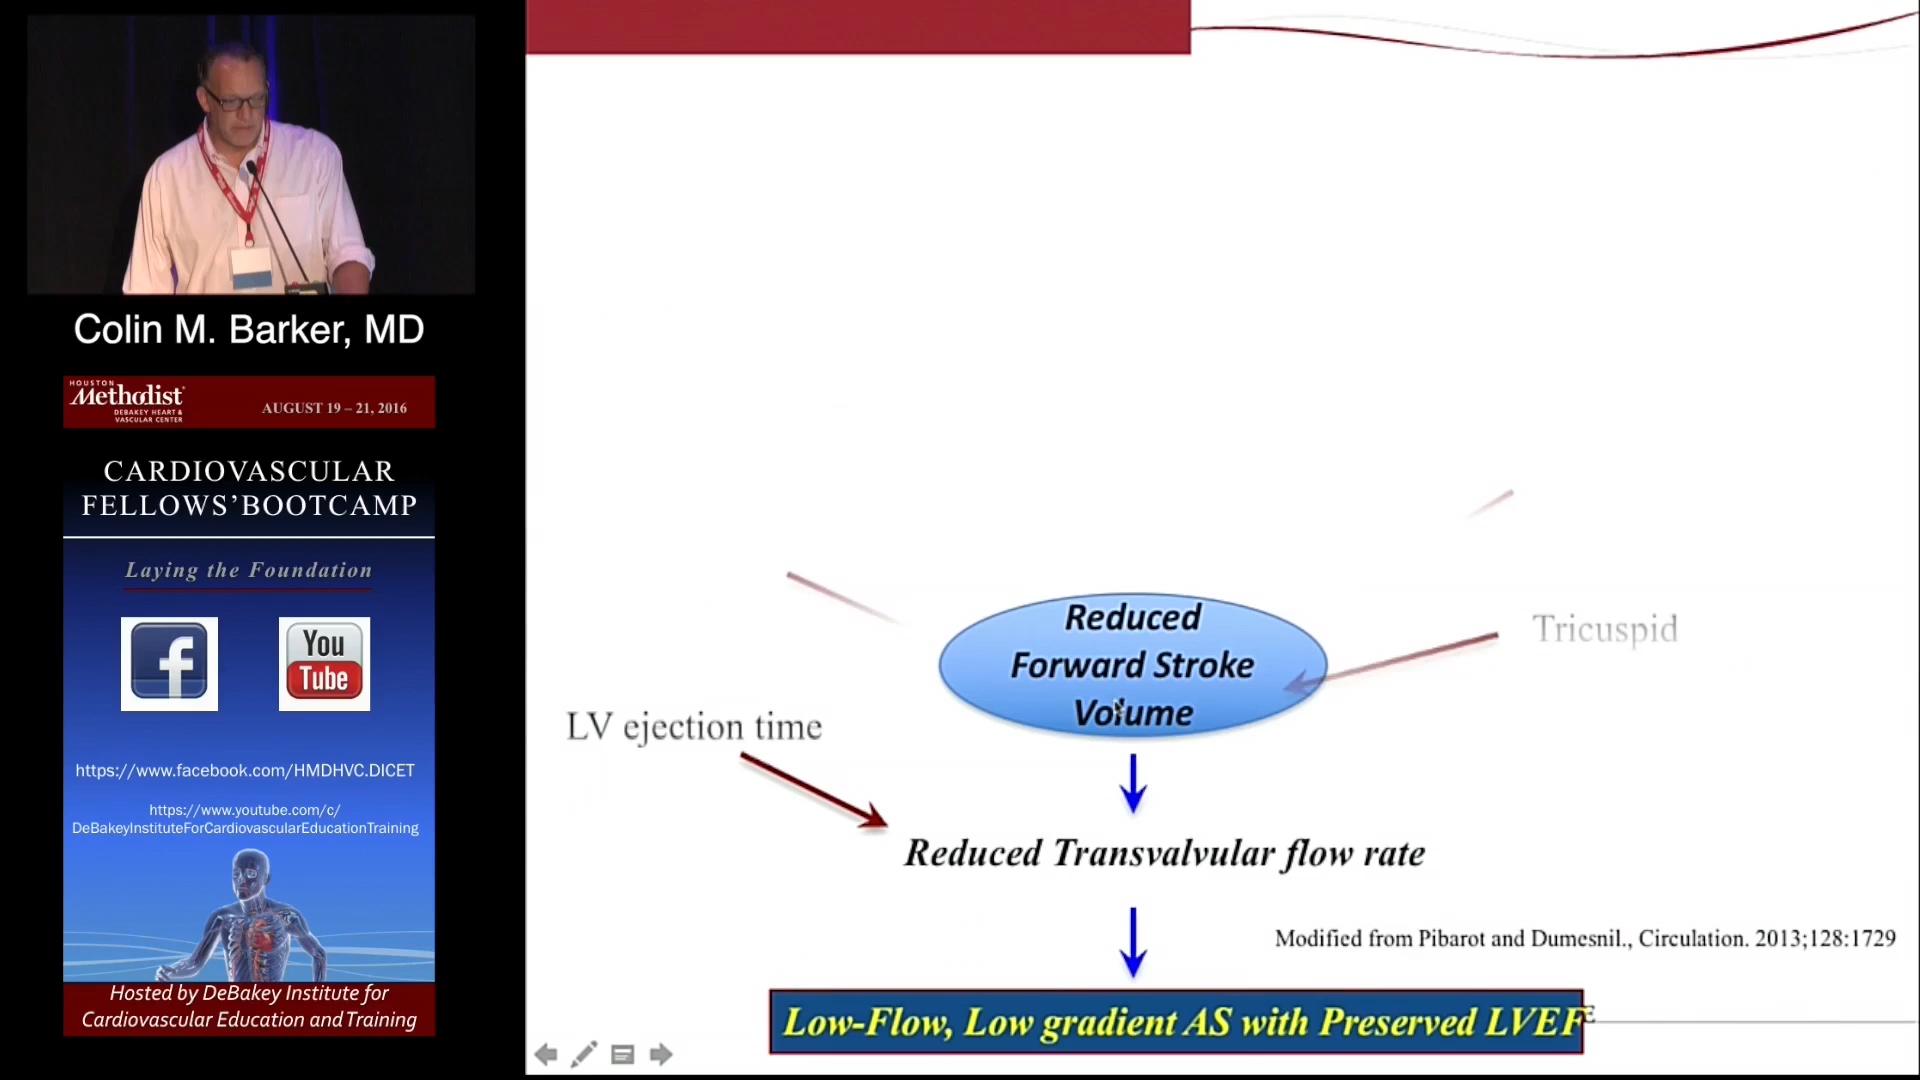 Colin M. Barker, MD
HOUSTON
Methodist
DEBAKEY HEART &
VASCULAR CENTER
AUGUST 19 – 21, 2016
CARDIOVASCULAR
FELLOWS’BOOTCAMP
Laying the Foundation
f
You
Tube
https://www.facebook.com/HMDHVC.DICET
https://www.youtube.com/c/
DeBakeyInstituteForCardiovascularEducationTraining
Hosted by DeBakey Institute for
Cardiovascular Education and Training
Reduced
Forward Stroke
Volume
Tricuspid
LV ejection time
Reduced Transvalvular flow rate
Modified from Pibarot and Dumesnil., Circulation. 2013;128:1729
Low-Flow, Low gradient AS with Preserved LVEF